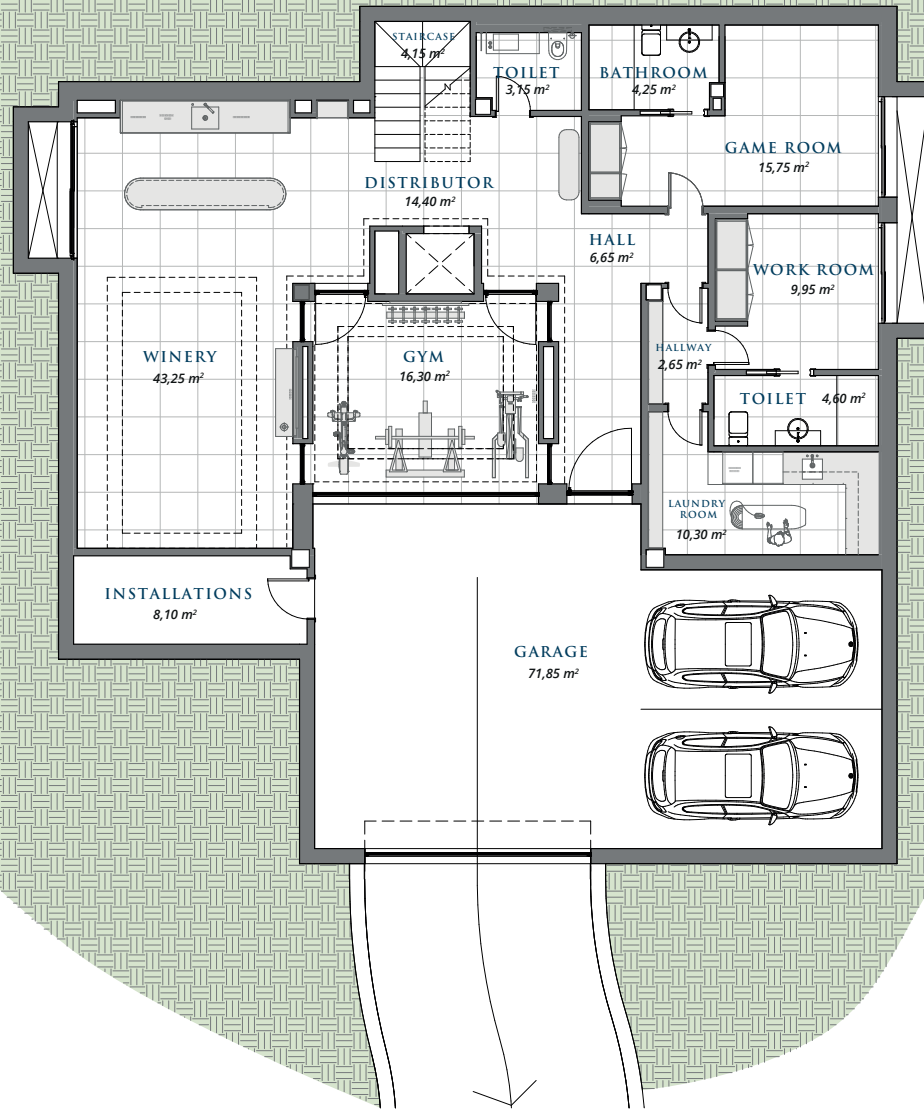 STAIRCASE
4,15 m²
TOILET
3,15 m²
BATHROOM
4,25 m²
GAME ROOM
15,75 m²
DISTRIBUTOR
14,40 m²
HALL
6,65 m²
WORK ROOM
9,95 m²
WINERY
43,25 m²
GYM
16,30 m²
HALLWAY
2,65 m²
TOILET 4,60 m²
LAUNDRY
ROOM
10,30 m²
INSTALLATIONS
8,10 m²
GARAGE
71,85 m²